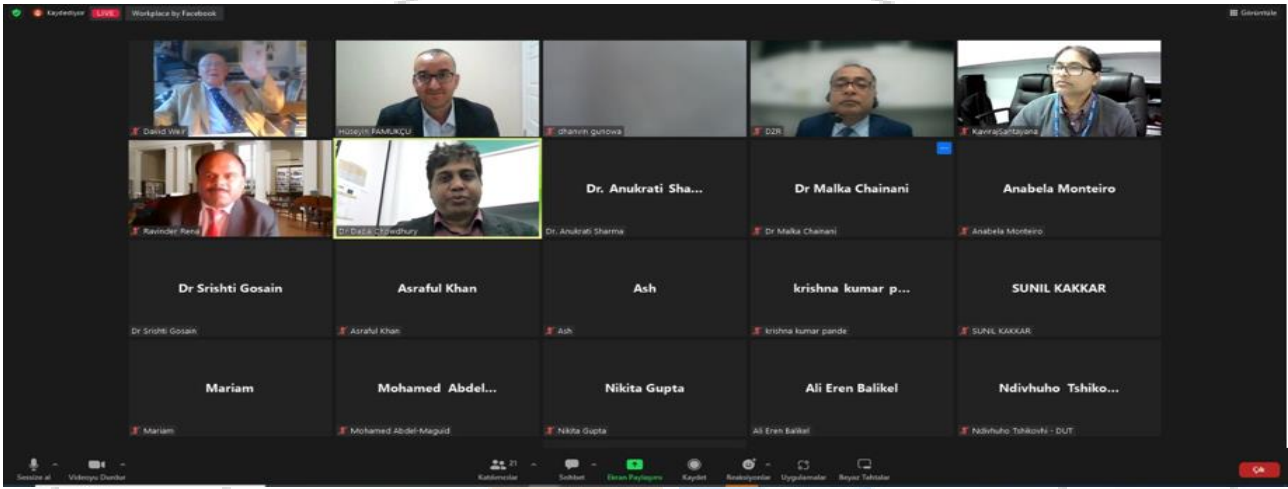 Kaydediliyor LIVE Workplace by Facebook Görüntüle
David Weir
Hüseyin PAMUKÇU
dhanvin gunowa
DZR
KavirajSantayana
Ravinder Rena
Dr Dazia Chowdhury
Dr. Anukrati Sha...
Dr. Anukrati Sharma
Dr Malka Chainani
Dr Malka Chainani
Anabela Monteiro
Anabela Monteiro
Dr Srishti Gosain
Dr Srishti Gosain
Asraful Khan
Asraful Khan
Ash
Ash
krishna kumar p...
krishna kumar pande
SUNIL KAKKAR
SUNIL KAKKAR
Mariam
Mariam
Mohamed Abdel...
Mohamed Abdel-Maguid
Nikita Gupta
Nikita Gupta
Ali Eren Balikel
Ali Eren Balikel
Ndivhuho Tshiko...
Ndivhuho Tshikovhi - DUT
Sessize al Videoyu Durdur Katılımcılar 21 Sohbet Ekran Paylaşımı Kaydet Reaksiyonlar Uygulamalar Beyaz Tahtalar Çık